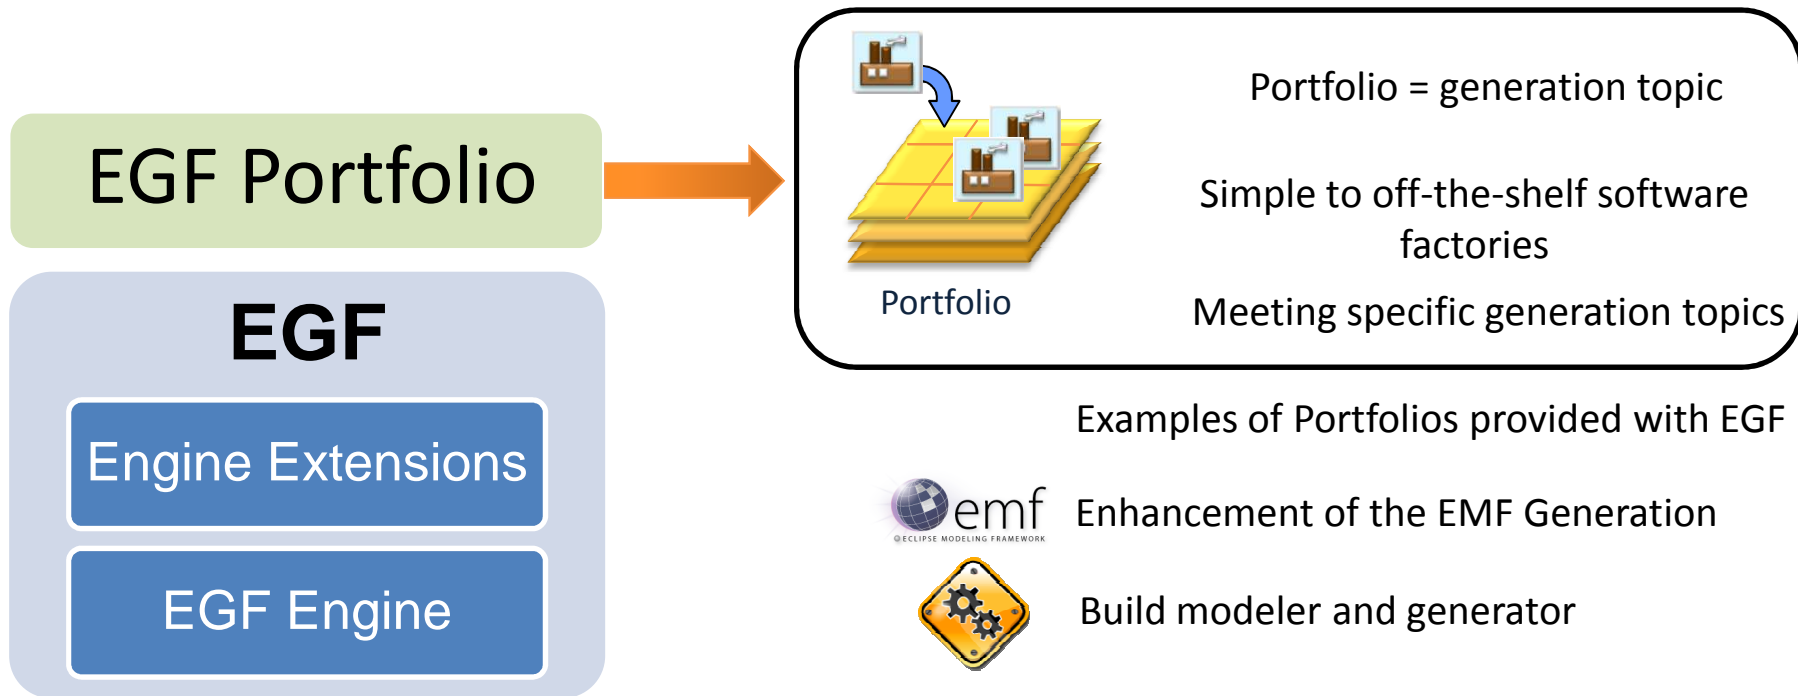 EGF Portfolio
EGF
Engine Extensions
EGF Engine
Portfolio
Portfolio = generation topic
Simple to off-the-shelf software
factories
Meeting specific generation topics
Examples of Portfolios provided with EGF
emf
ECLIPSE MODELING FRAMEWORK
Enhancement of the EMF Generation
Build modeler and generator